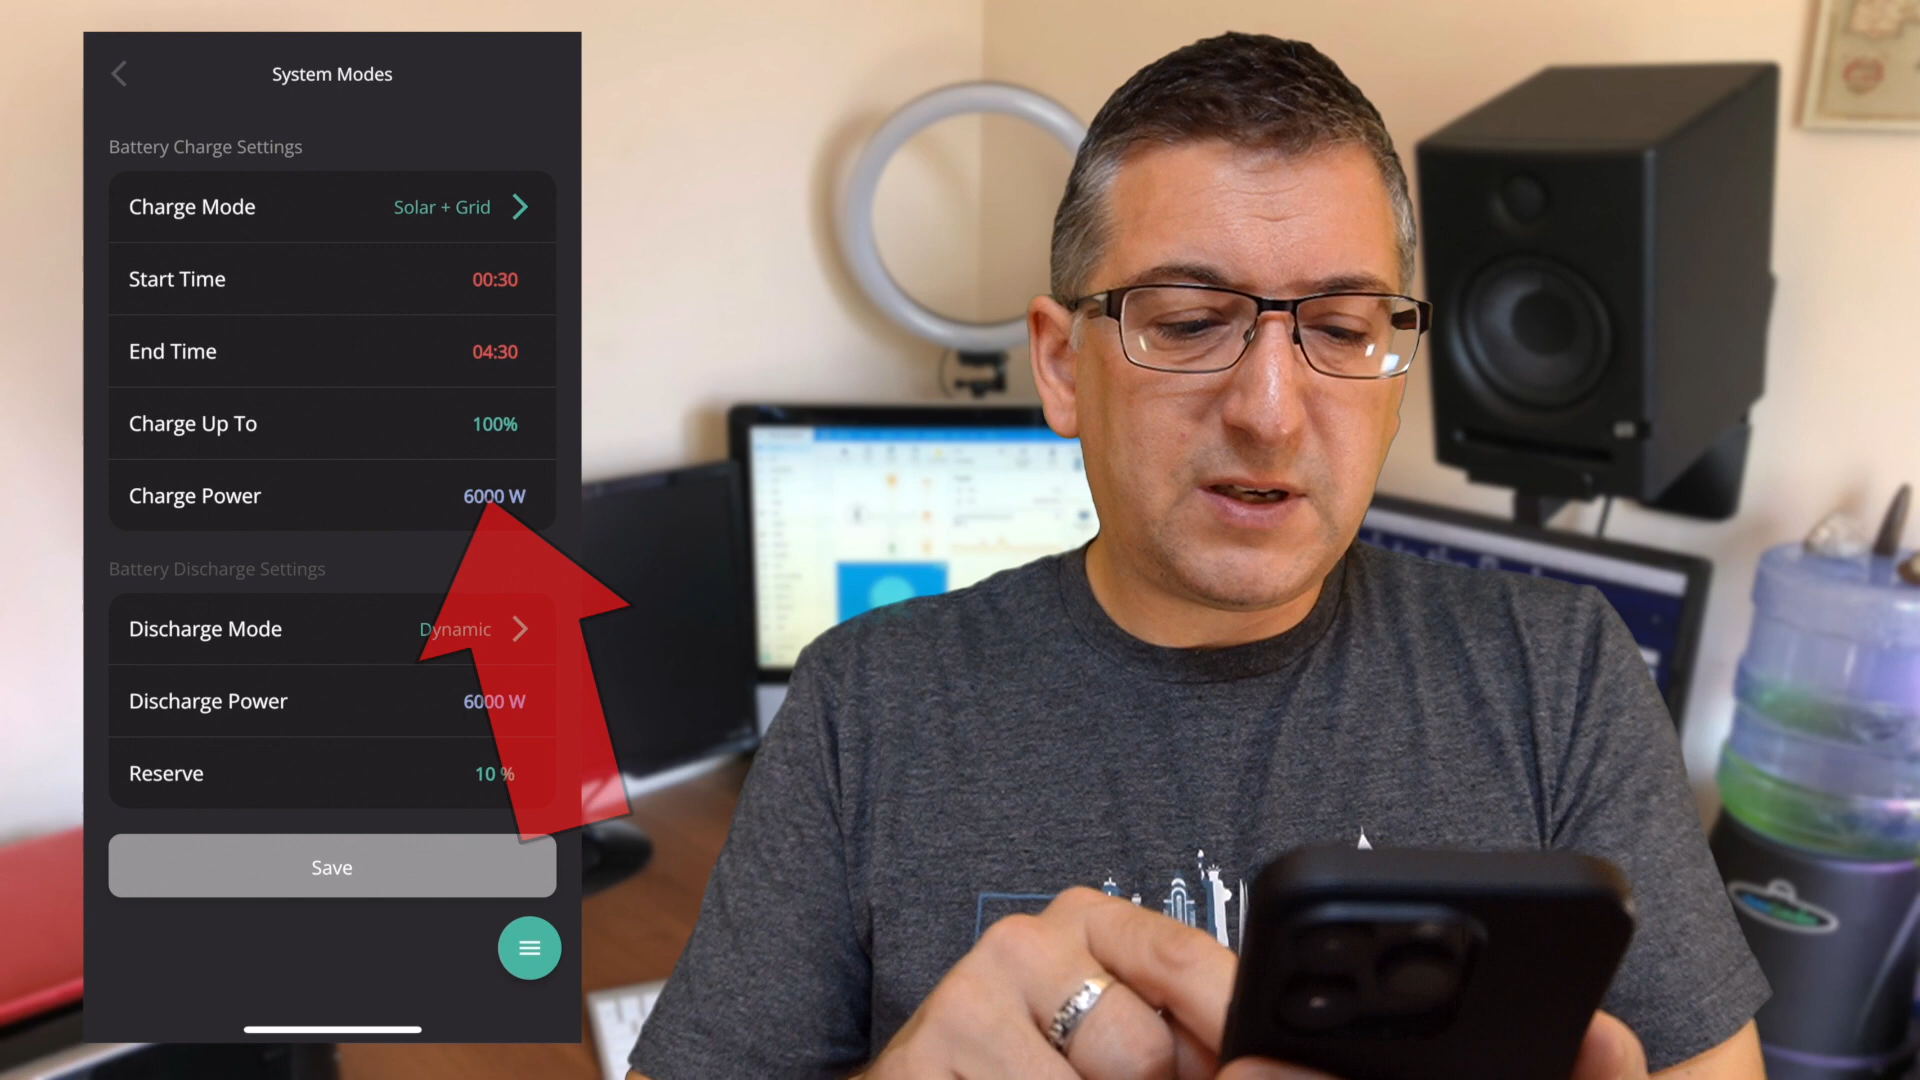 System Modes
Battery Charge Settings
Charge Mode Solar + Grid
Start Time 00:30
End Time 04:30
Charge Up To 100%
Charge Power 6000 W
Battery Discharge Settings
Discharge Mode Dynamic
Discharge Power 6000 W
Reserve 10 %
Save